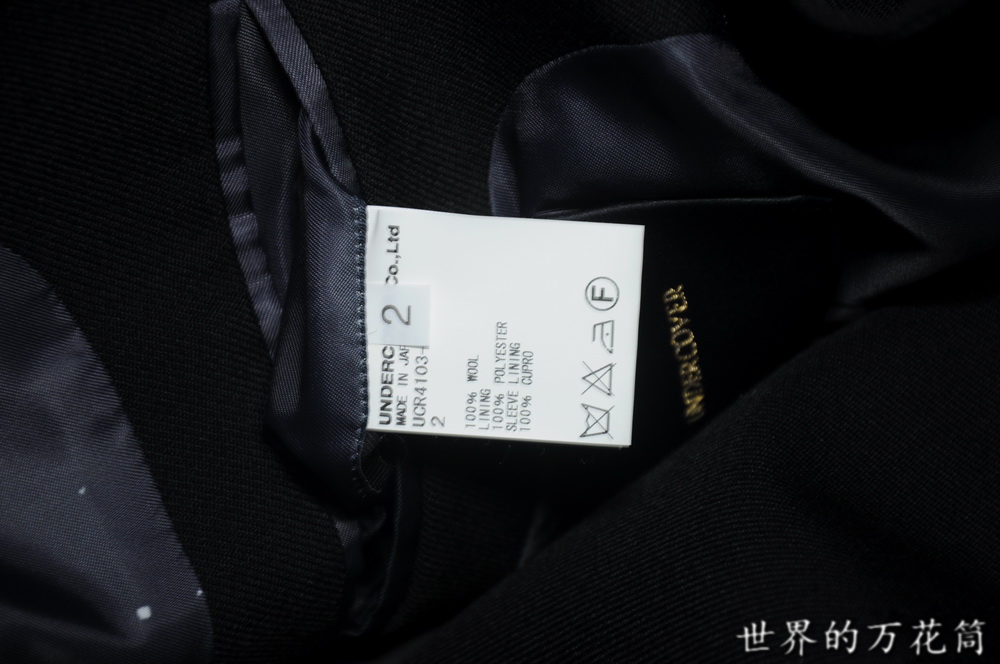 UNDERC Co.,Ltd
MADE IN JAP
UCR4103-
2
2
100% WOOL
LINING
100% POLYESTER
SLEEVE LINING
100% CUPRO
F
UNDERCOVER
世界的万花筒